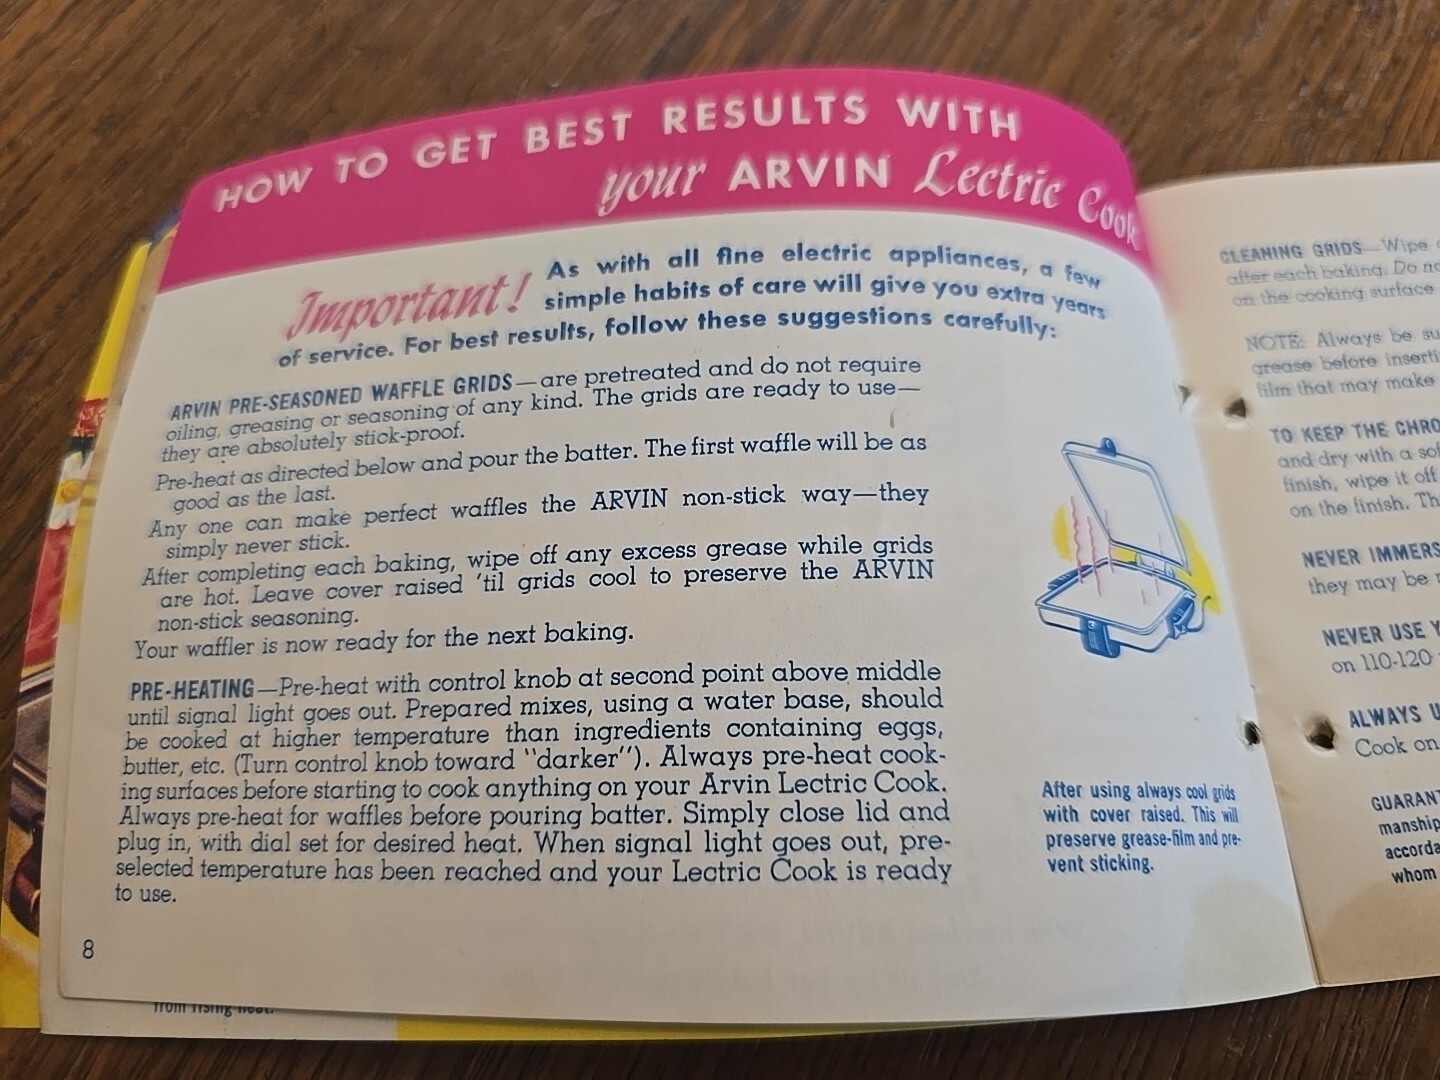 HOW TO GET BEST RESULTS WITH
your ARVIN Lectric Cook
Important!
As with all fine electric appliances, a few
simple habits of care will give you extra years
of service. For best results, follow these suggestions carefully:
ARVIN PRE-SEASONED WAFFLE GRIDS—are pretreated and do not require
oiling, greasing or seasoning of any kind. The grids are ready to use—
they are absolutely stick-proof.
Pre-heat as directed below and pour the batter. The first waffle will be as
good as the last.
Any one can make perfect waffles the ARVIN non-stick way—they
simply never stick.
After completing each baking, wipe off any excess grease while grids
are hot. Leave cover raised 'til grids cool to preserve the ARVIN
non-stick seasoning.
Your waffler is now ready for the next baking.
PRE-HEATING—Pre-heat with control knob at second point above middle
until signal light goes out. Prepared mixes, using a water base, should
be cooked at higher temperature than ingredients containing eggs,
butter, etc. (Turn control knob toward "darker"). Always pre-heat cook-
ing surfaces before starting to cook anything on your Arvin Lectric Cook.
Always pre-heat for waffles before pouring batter. Simply close lid and
plug in, with dial set for desired heat. When signal light goes out, pre-
selected temperature has been reached and your Lectric Cook is ready
to use.
8
After using always cool grids
with cover raised. This will
preserve grease-film and pre-
vent sticking.
from rising heat.
CLEANING GRIDS—Wipe
after each baking. Do
on the cooking surface
NOTE: Always be
grease before
film that may make
TO KEEP THE
and dry with a
finish, wipe it off
on the finish.
NEVER
they may be
NEVER USE
on 110-120
ALWAYS
Cook on
whom